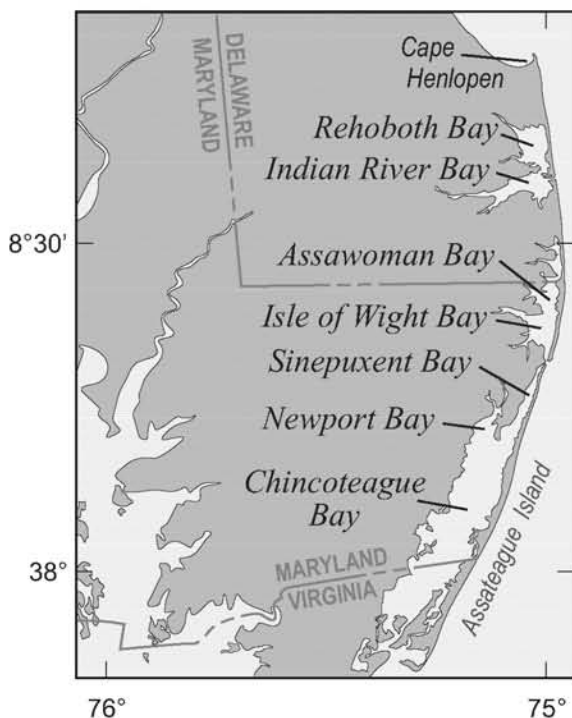 DELAWARE
MARYLAND
Cape
Henlopen
Rehoboth Bay
Indian River Bay
8°30'
Assawoman Bay
Isle of Wight Bay
Sinepuxent Bay
Newport Bay
Chincoteague
Bay
Assateague Island
38°
MARYLAND
VIRGINIA
76°
75°